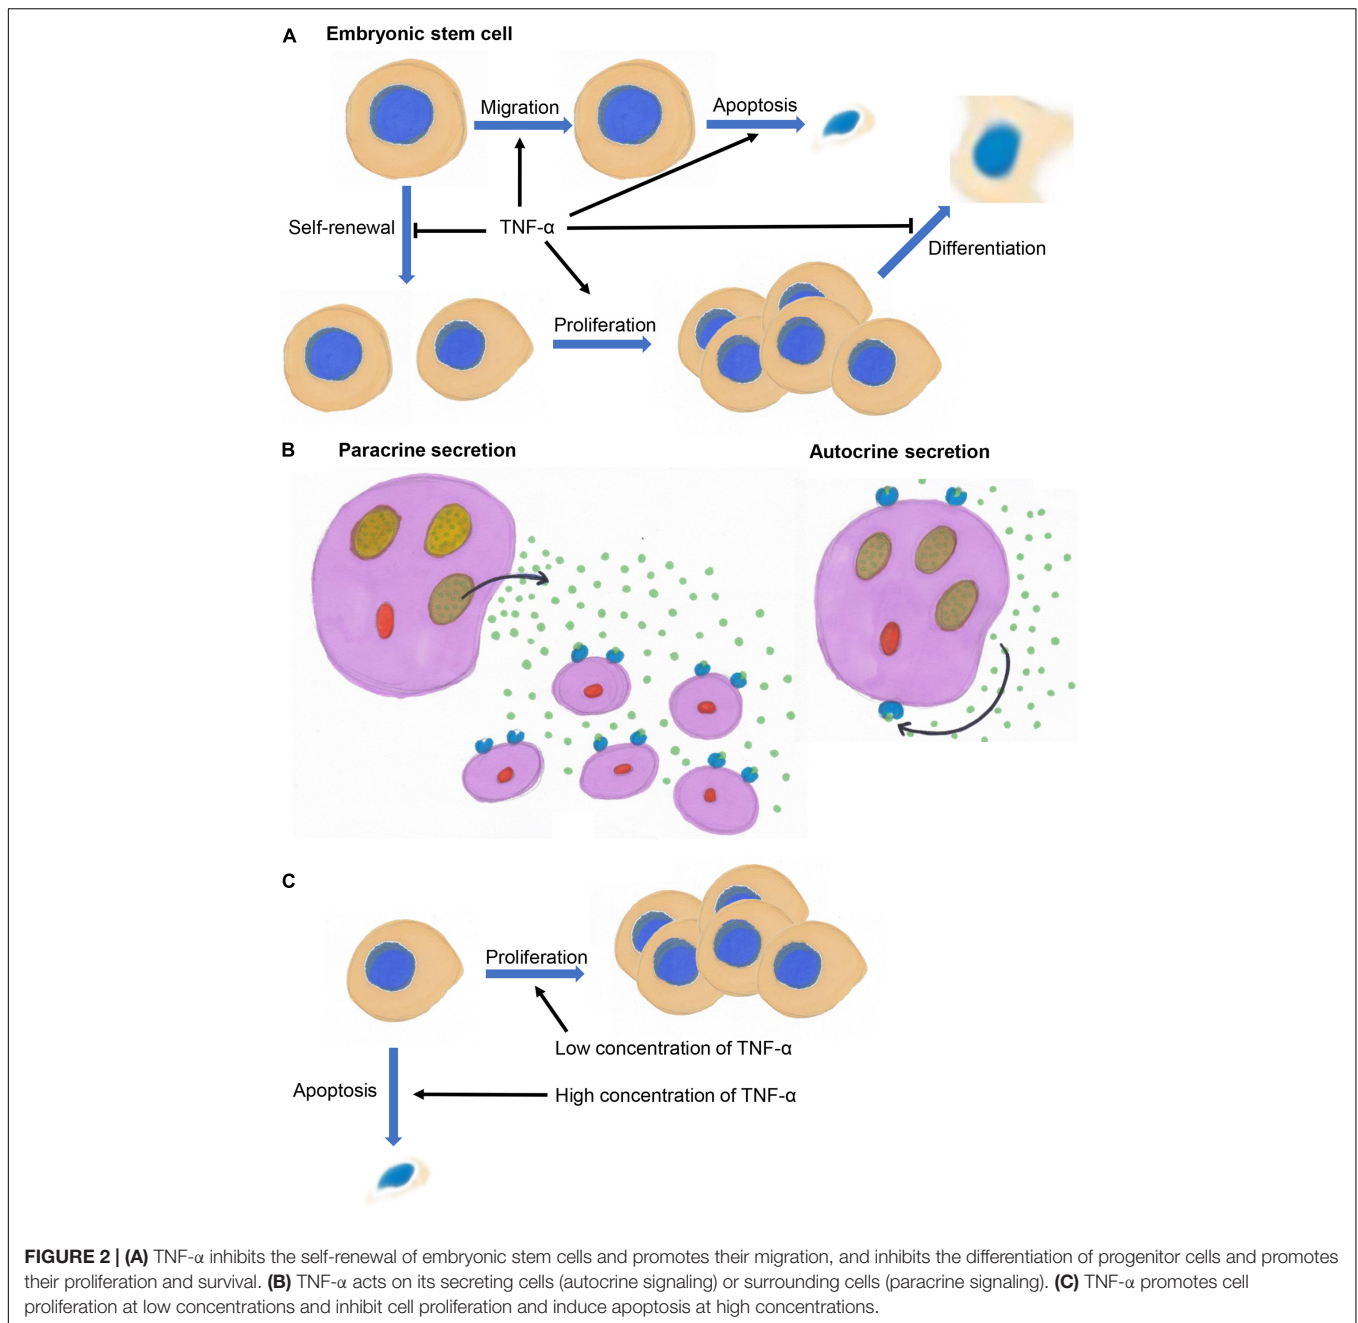 A Embryonic stem cell
Migration
Apoptosis
Self-renewal
TNF-α
Differentiation
Proliferation
B Paracrine secretion
Autocrine secretion
C
Proliferation
Low concentration of TNF-α
Apoptosis
High concentration of TNF-α
FIGURE 2 | (A) TNF-α inhibits the self-renewal of embryonic stem cells and promotes their migration, and inhibits the differentiation of progenitor cells and promotes
their proliferation and survival. (B) TNF-α acts on its secreting cells (autocrine signaling) or surrounding cells (paracrine signaling). (C) TNF-α promotes cell
proliferation at low concentrations and inhibit cell proliferation and induce apoptosis at high concentrations.